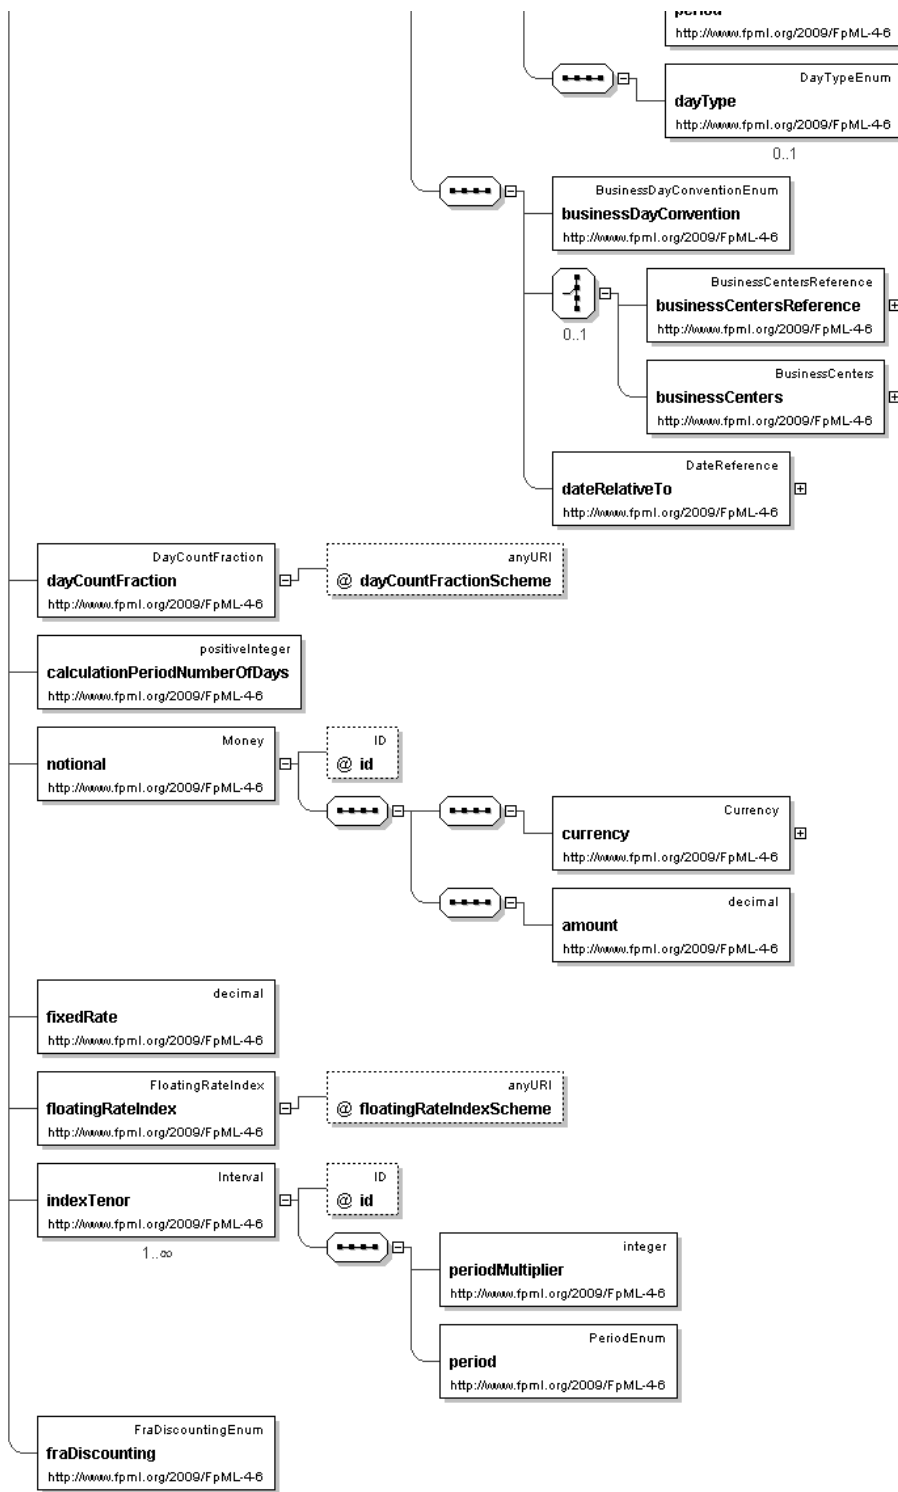 period
http://www.fpml.org/2009/FpML-4-6
DayTypeEnum
dayType
http://www.fpml.org/2009/FpML-4-6
0..1
BusinessDayConventionEnum
businessDayConvention
http://www.fpml.org/2009/FpML-4-6
BusinessCentersReference
businessCentersReference
http://www.fpml.org/2009/FpML-4-6
0..1
BusinessCenters
businessCenters
http://www.fpml.org/2009/FpML-4-6
DateReference
dateRelativeTo
http://www.fpml.org/2009/FpML-4-6
DayCountFraction
dayCountFraction
http://www.fpml.org/2009/FpML-4-6
anyURI
@ dayCountFractionScheme
positiveInteger
calculationPeriodNumberOfDays
http://www.fpml.org/2009/FpML-4-6
Money
notional
http://www.fpml.org/2009/FpML-4-6
ID
@ id
Currency
currency
http://www.fpml.org/2009/FpML-4-6
decimal
amount
http://www.fpml.org/2009/FpML-4-6
decimal
fixedRate
http://www.fpml.org/2009/FpML-4-6
FloatingRateIndex
floatingRateIndex
http://www.fpml.org/2009/FpML-4-6
anyURI
@ floatingRateIndexScheme
Interval
indexTenor
http://www.fpml.org/2009/FpML-4-6
1..∞
ID
@ id
integer
periodMultiplier
http://www.fpml.org/2009/FpML-4-6
PeriodEnum
period
http://www.fpml.org/2009/FpML-4-6
FraDiscountingEnum
fraDiscounting
http://www.fpml.org/2009/FpML-4-6